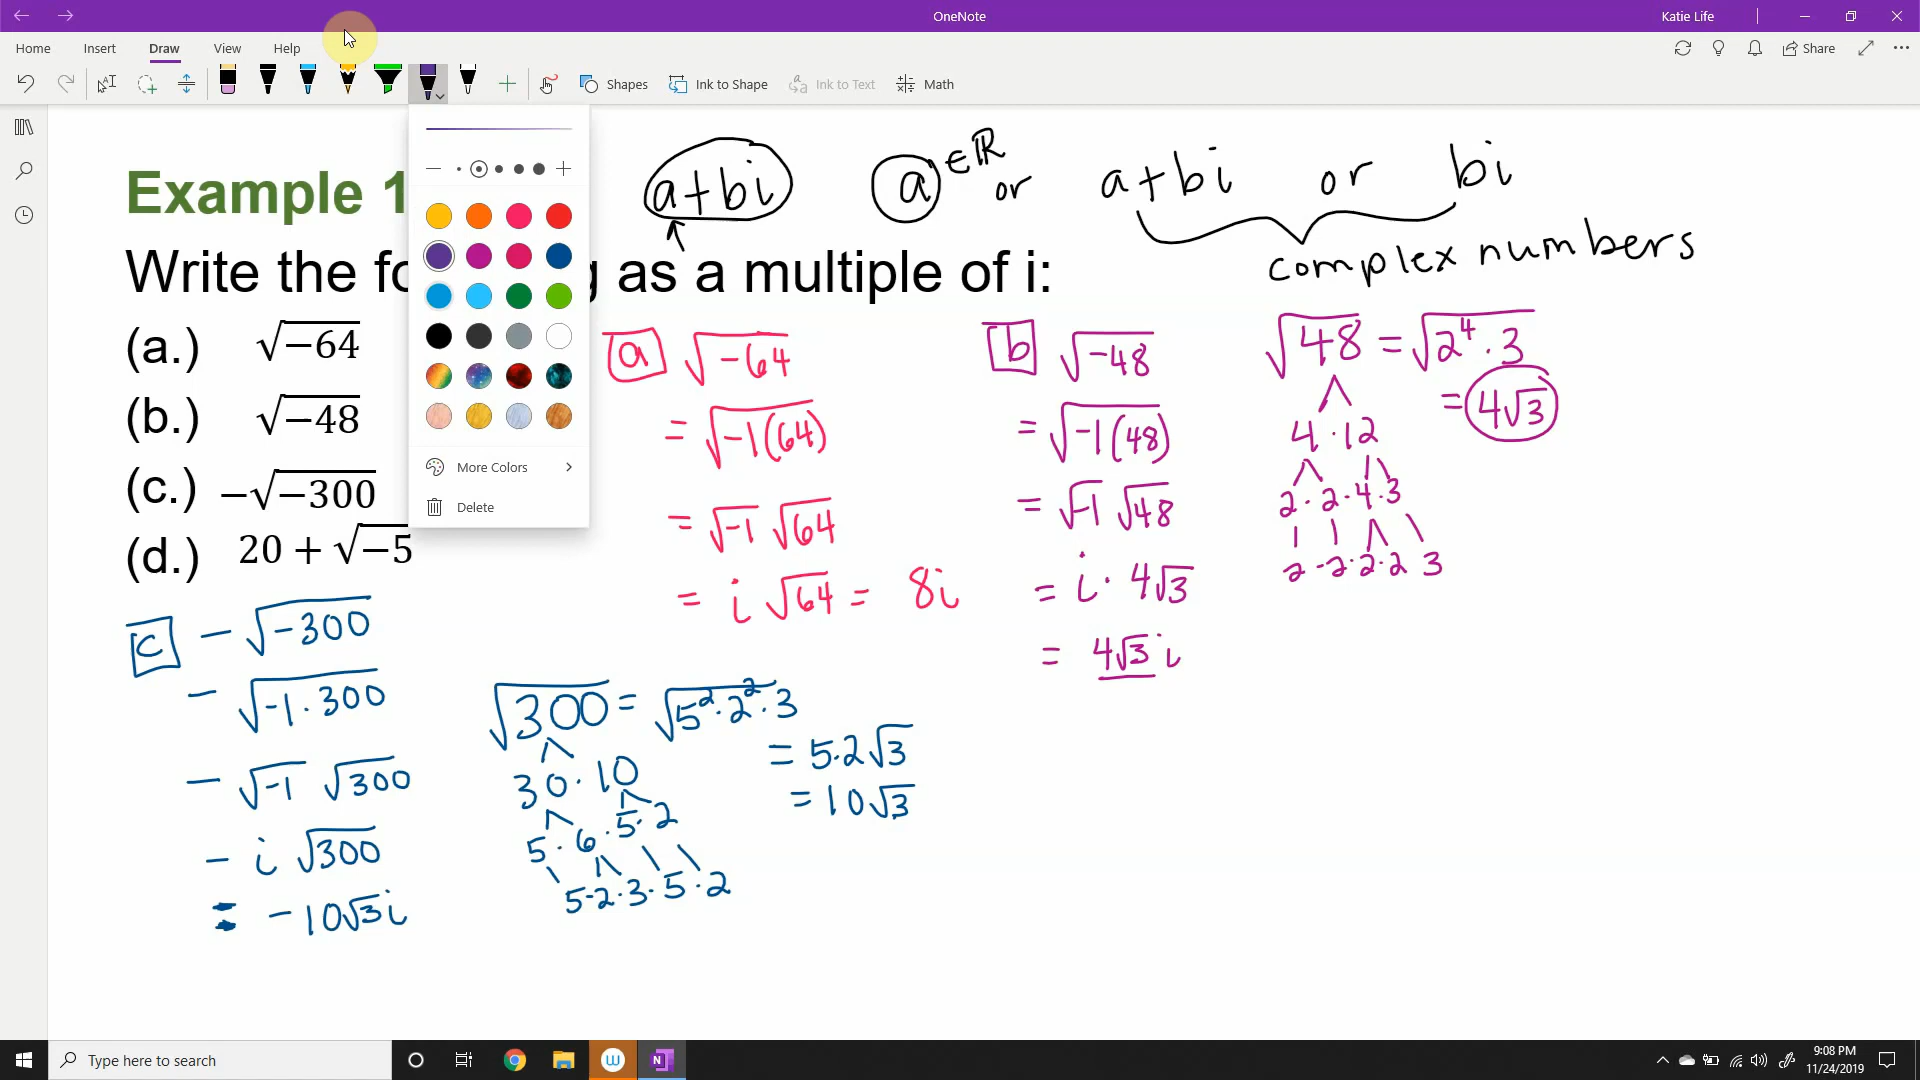 OneNote
Katie Life
Home Insert Draw View Help
Share
Shapes
Ink to Shape
Ink to Text
Math
Example 1
a+bi
a ∈ℝ or a+bi or bi
complex numbers
Write the fo
g as a multiple of i:
(a.) √−64
(b.) √−48
(c.) −√−300
(d.) 20 + √−5
More Colors
Delete
a √-64
= √-1(64)
= √-1 √64
= i √64 = 8i
b √-48
= √-1(48)
= √-1 √48
= i · 4√3
= 4√3 i
√48 = √2⁴·3
= 4√3
4 · 12
2 · 2 · 4 · 3
2 · 2 · 2 · 2 3
c - √-300
- √-1 · 300
- √-1 √300
- i √300
= -10√3 i
√300 = √5²·2²·3
= 5·2√3
= 10√3
30 · 10
5 · 6 · 5 · 2
5 · 2 · 3 · 5 · 2
Type here to search
W
N
9:08 PM
11/24/2019